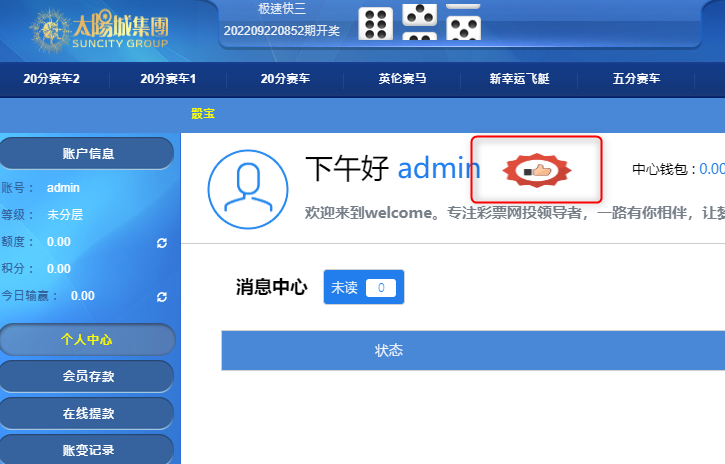 太陽城集團
SUNCITY GROUP
极速快三
202209220852期开奖
20分赛车2 20分赛车1 20分赛车 英伦赛马 新幸运飞艇 五分赛车
骰宝
账户信息
账号： admin
等级： 未分层
额度： 0.00
积分： 0.00
今日输赢： 0.00
个人中心
会员存款
在线提款
账变记录
下午好 admin
中心钱包 : 0.00
欢迎来到welcome。专注彩票网投领导者，一路有你相伴，让梦
消息中心 未读 0
状态